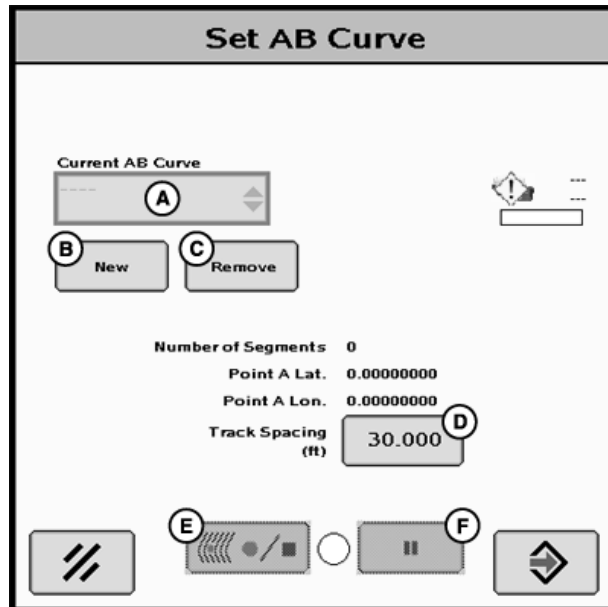 Set AB Curve
Current AB Curve
---- A
B C
New Remove
---
---
Number of Segments 0
Point A Lat. 0.00000000
Point A Lon. 0.00000000
Track Spacing
(ft)
30.000 D
E F